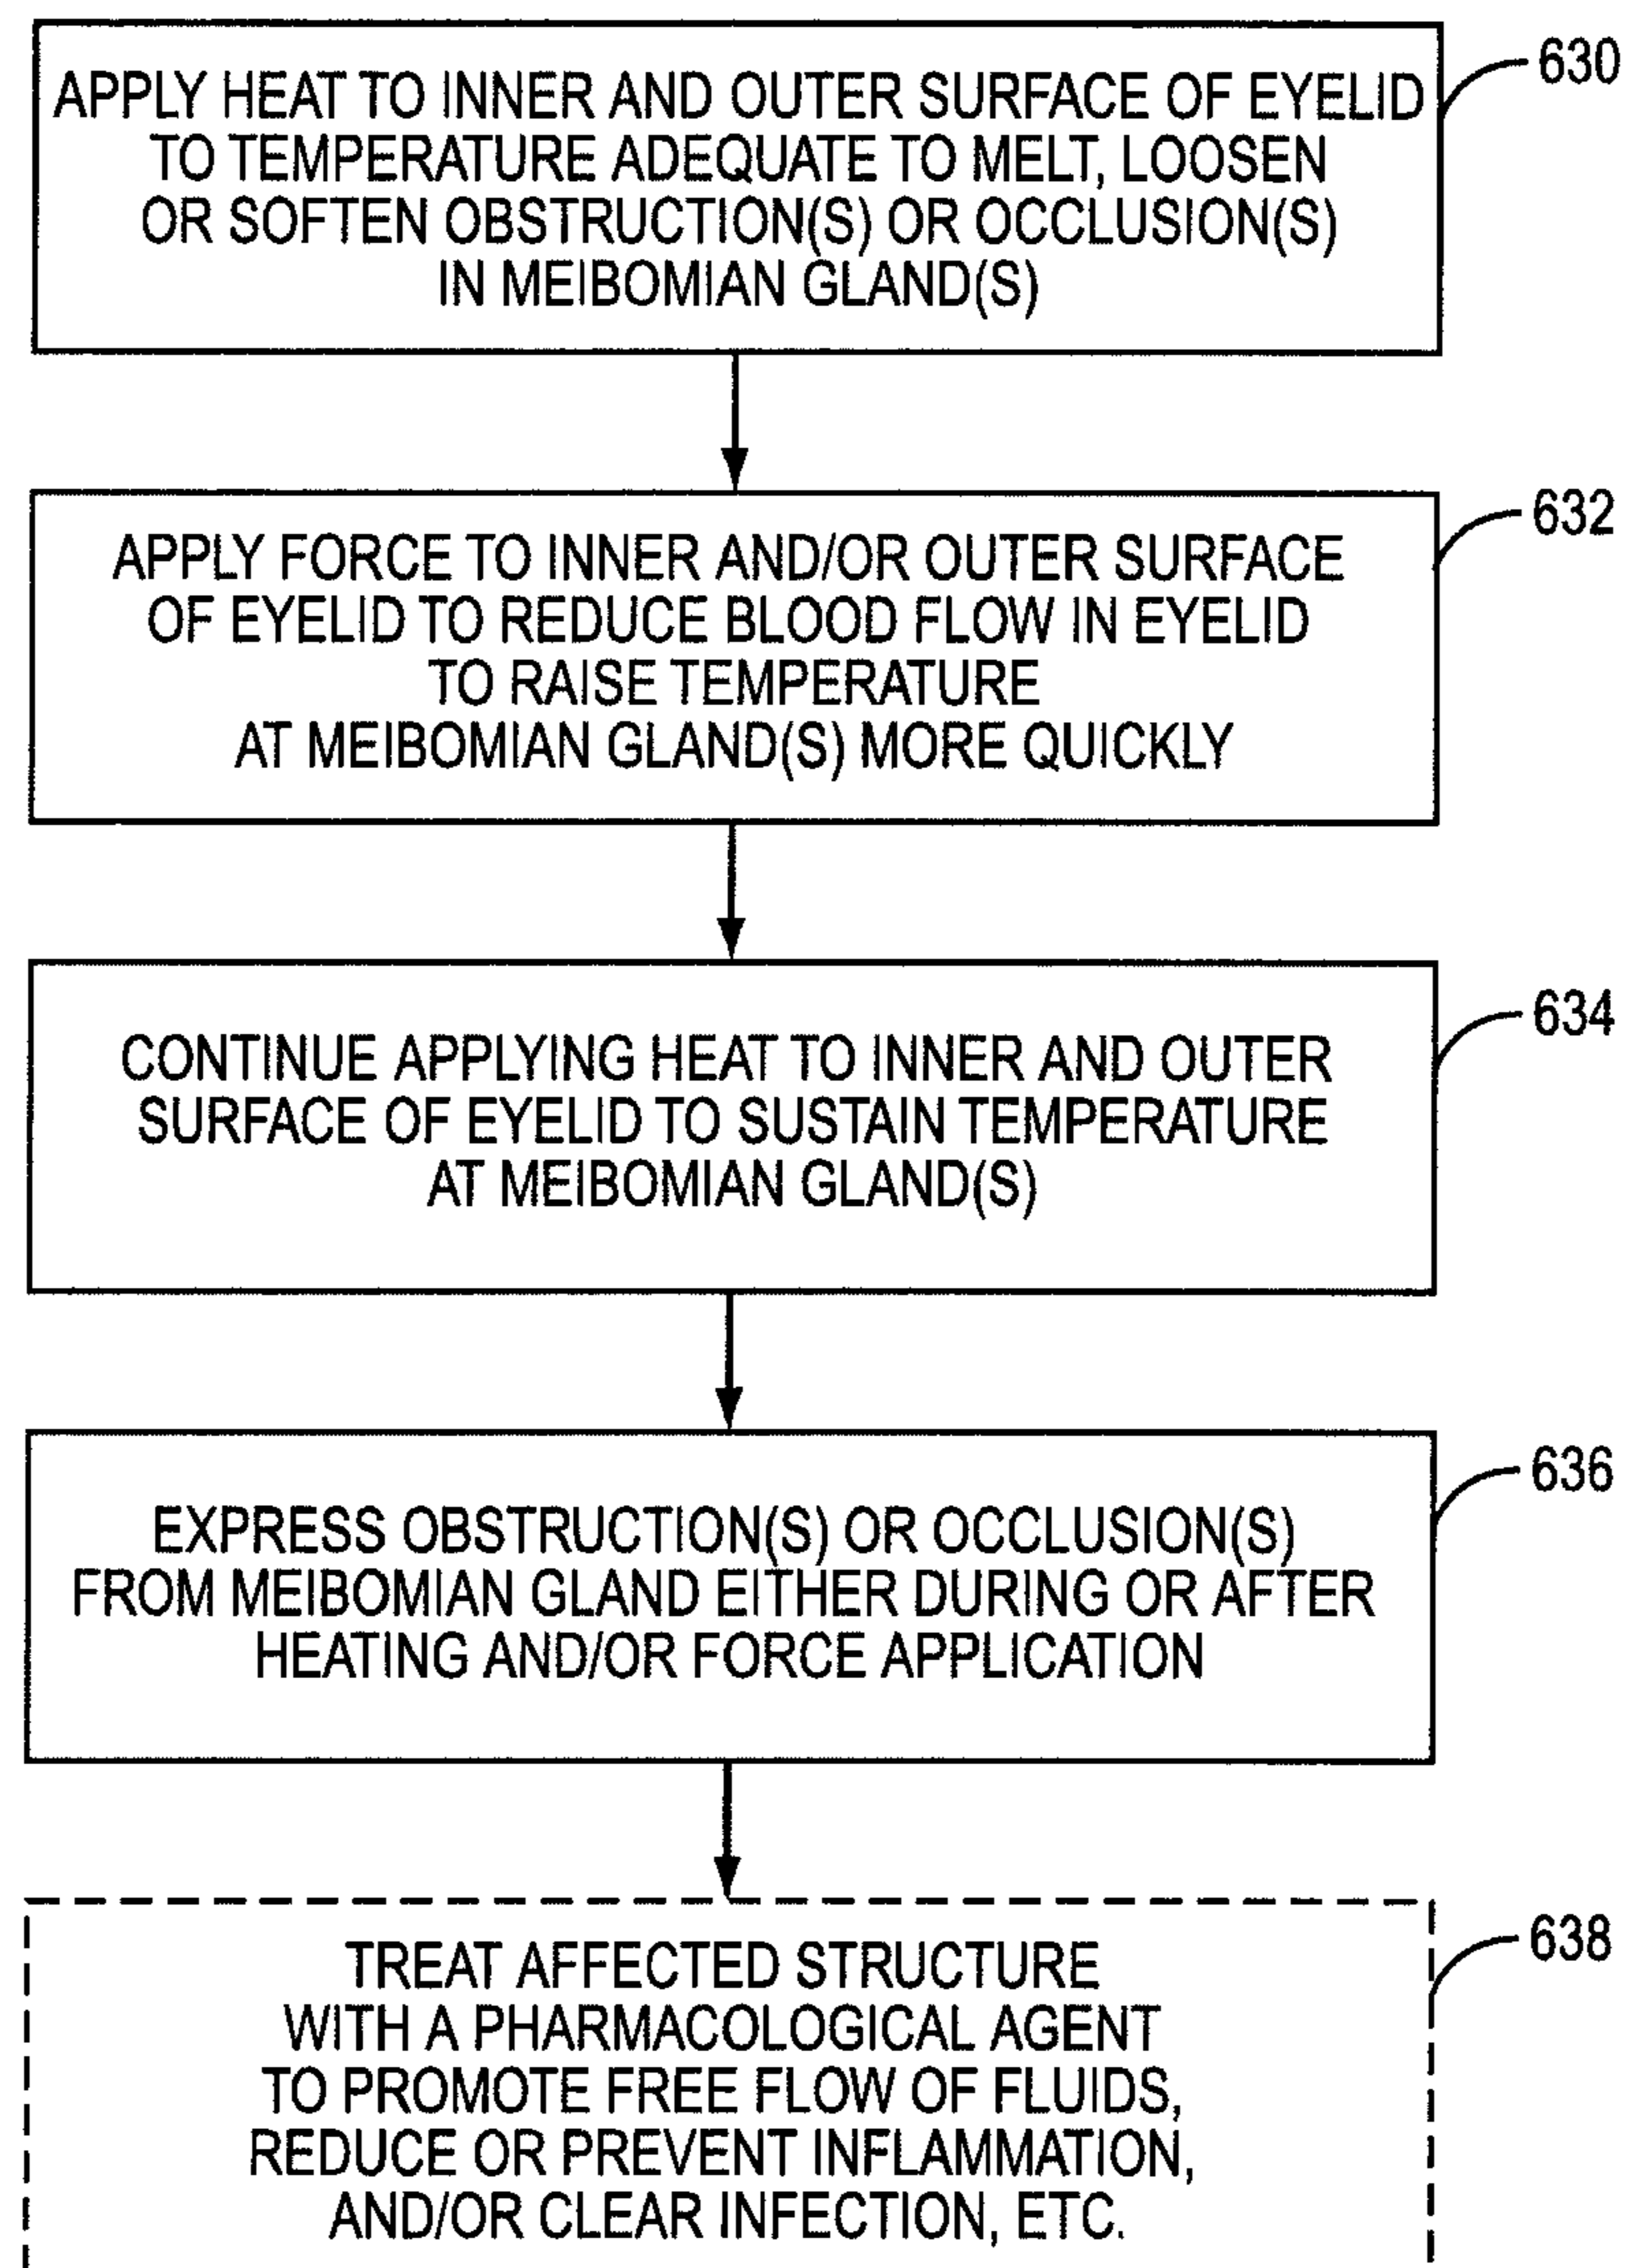 APPLY HEAT TO INNER AND OUTER SURFACE OF EYELID
TO TEMPERATURE ADEQUATE TO MELT, LOOSEN
OR SOFTEN OBSTRUCTION(S) OR OCCLUSION(S)
IN MEIBOMIAN GLAND(S)
630
APPLY FORCE TO INNER AND/OR OUTER SURFACE
OF EYELID TO REDUCE BLOOD FLOW IN EYELID
TO RAISE TEMPERATURE
AT MEIBOMIAN GLAND(S) MORE QUICKLY
632
CONTINUE APPLYING HEAT TO INNER AND OUTER
SURFACE OF EYELID TO SUSTAIN TEMPERATURE
AT MEIBOMIAN GLAND(S)
634
EXPRESS OBSTRUCTION(S) OR OCCLUSION(S)
FROM MEIBOMIAN GLAND EITHER DURING OR AFTER
HEATING AND/OR FORCE APPLICATION
636
TREAT AFFECTED STRUCTURE
WITH A PHARMACOLOGICAL AGENT
TO PROMOTE FREE FLOW OF FLUIDS,
REDUCE OR PREVENT INFLAMMATION,
AND/OR CLEAR INFECTION, ETC.
638